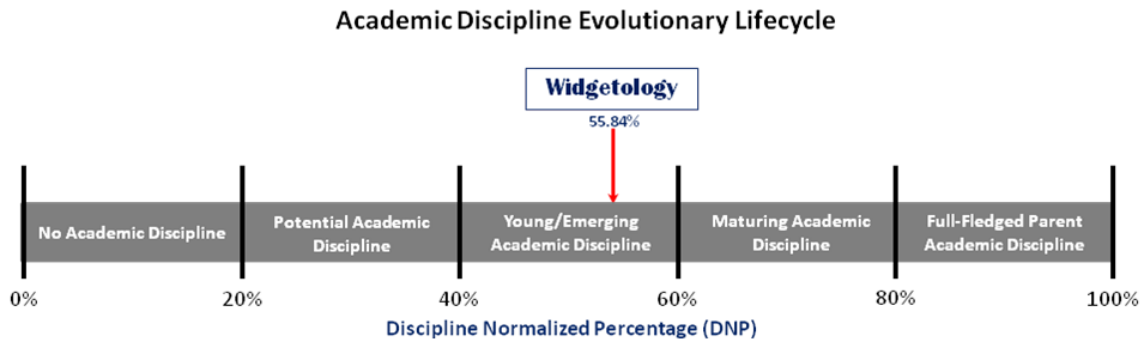 Academic Discipline Evolutionary Lifecycle
Widgetology
55.84%
No Academic Discipline
Potential Academic
Discipline
Young/Emerging
Academic Discipline
Maturing Academic
Discipline
Full-Fledged Parent
Academic Discipline
0%
20%
40%
60%
80%
100%
Discipline Normalized Percentage (DNP)